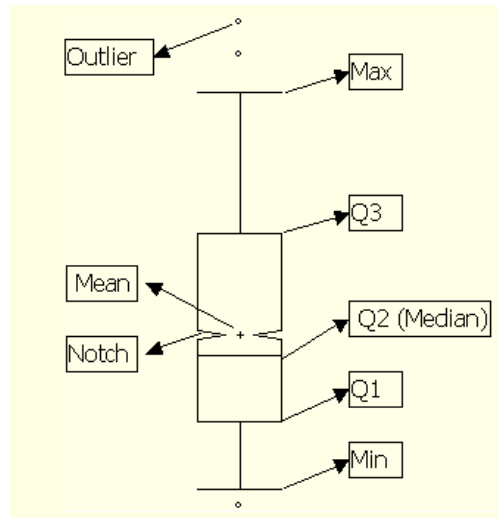 Outlier
Max
Q3
Mean
Q2 (Median)
Notch
Q1
Min